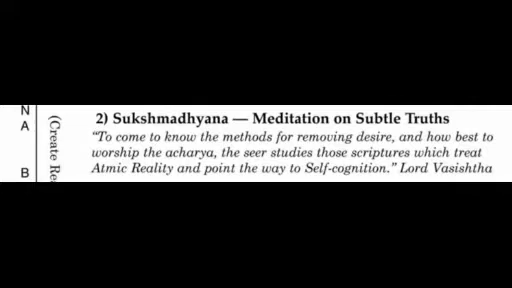 2) Sukshmadhyana — Meditation on Subtle Truths
"To come to know the methods for removing desire, and how best to
worship the acharya, the seer studies those scriptures which treat
Atmic Reality and point the way to Self-cognition." Lord Vasishtha
N
A
B
(Create